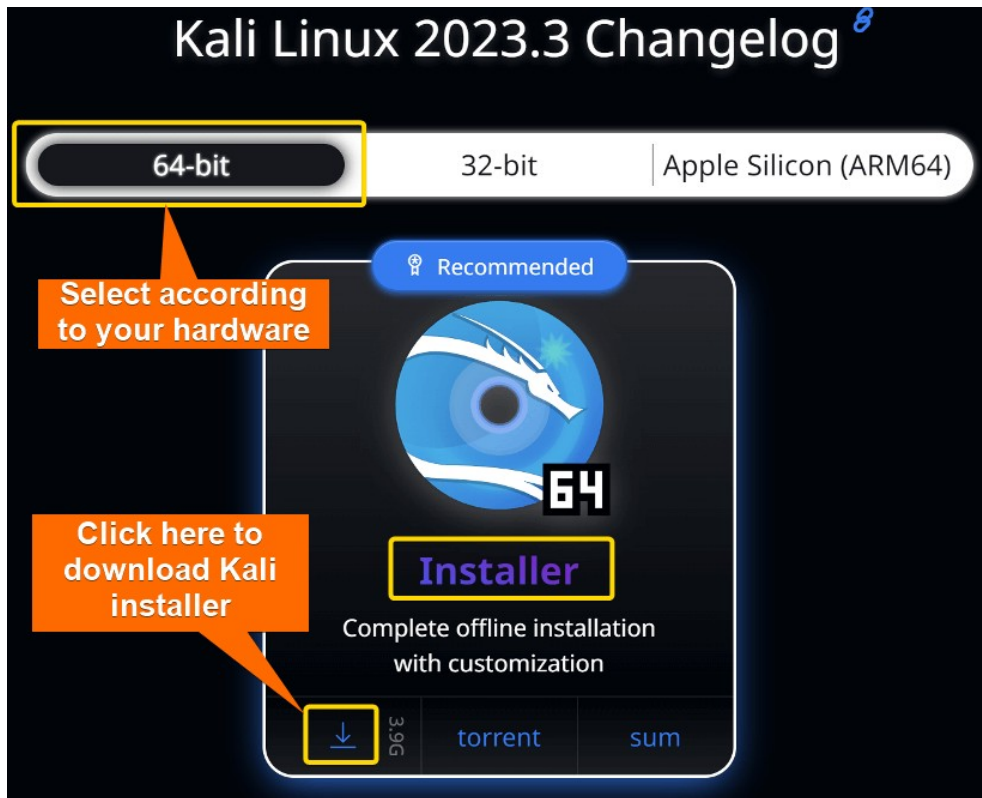 Kali Linux 2023.3 Changelog
64-bit
32-bit
Apple Silicon (ARM64)
Select according
to your hardware
Recommended
64
Click here to
download Kali
installer
Installer
Complete offline installation
with customization
3.9G
torrent
sum